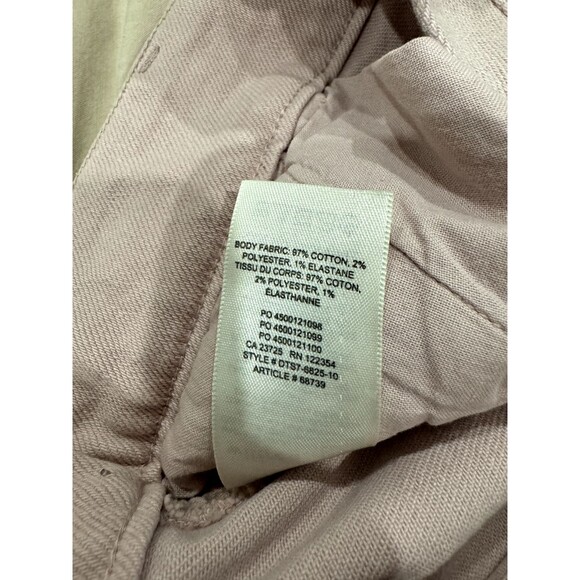 BODY FABRIC: 97% COTTON, 2%
POLYESTER, 1% ELASTANE
TISSU DU CORPS: 97% COTON,
2% POLYESTER, 1%
ÉLASTHANNE
PO 4500121098
PO 4500121099
PO 4500121100
CA 23725 RN 122354
STYLE # DTS7-6825-10
ARTICLE # 68739